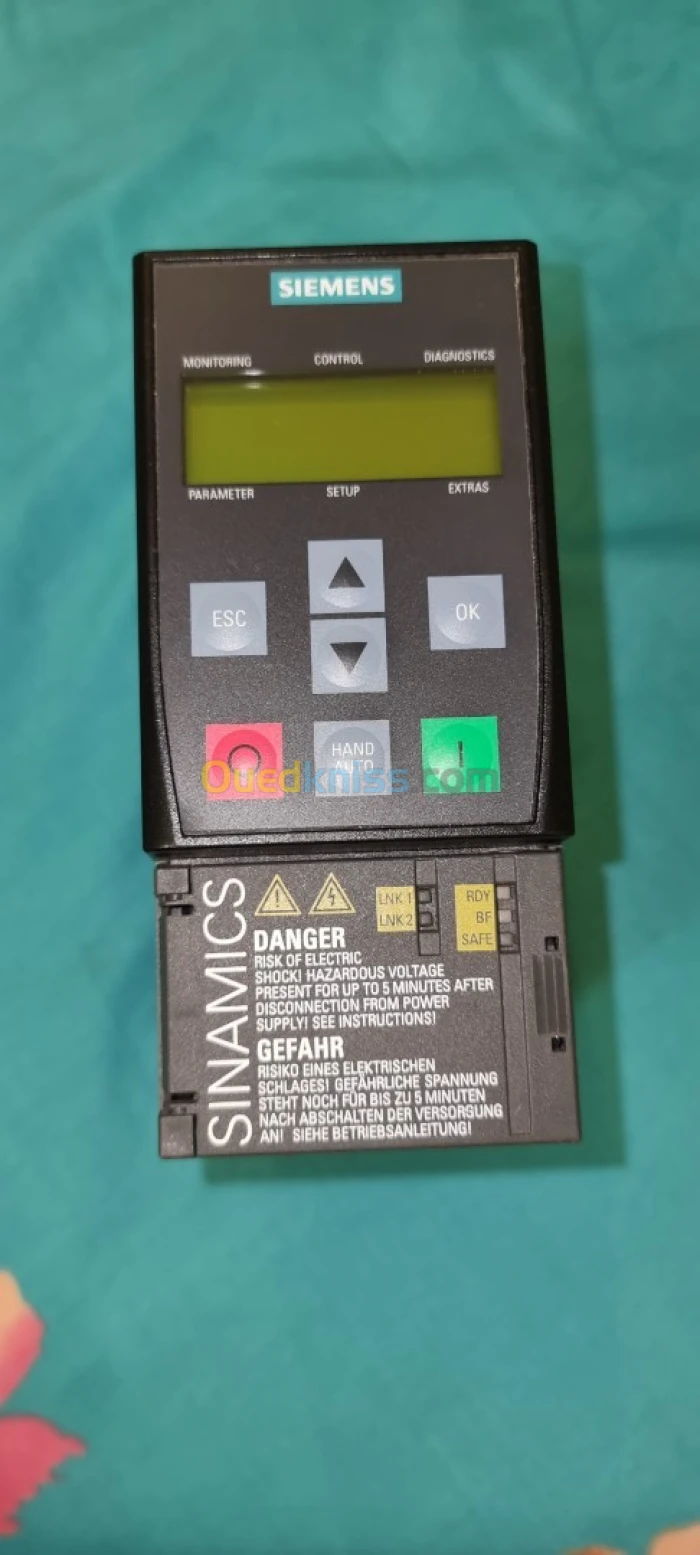 SIEMENS
MONITORING CONTROL DIAGNOSTICS
PARAMETER SETUP EXTRAS
ESC
OK
HAND
AUTO
Ouedkniss.com
SINAMICS
LNK 1
LNK 2
RDY
BF
SAFE
DANGER
RISK OF ELECTRIC
SHOCK! HAZARDOUS VOLTAGE
PRESENT FOR UP TO 5 MINUTES AFTER
DISCONNECTION FROM POWER
SUPPLY! SEE INSTRUCTIONS!
GEFAHR
RISIKO EINES ELEKTRISCHEN
SCHLAGES! GEFÄHRLICHE SPANNUNG
STEHT NOCH FÜR BIS ZU 5 MINUTEN
NACH ABSCHALTEN DER VERSORGUNG
AN! SIEHE BETRIEBSANLEITUNG!